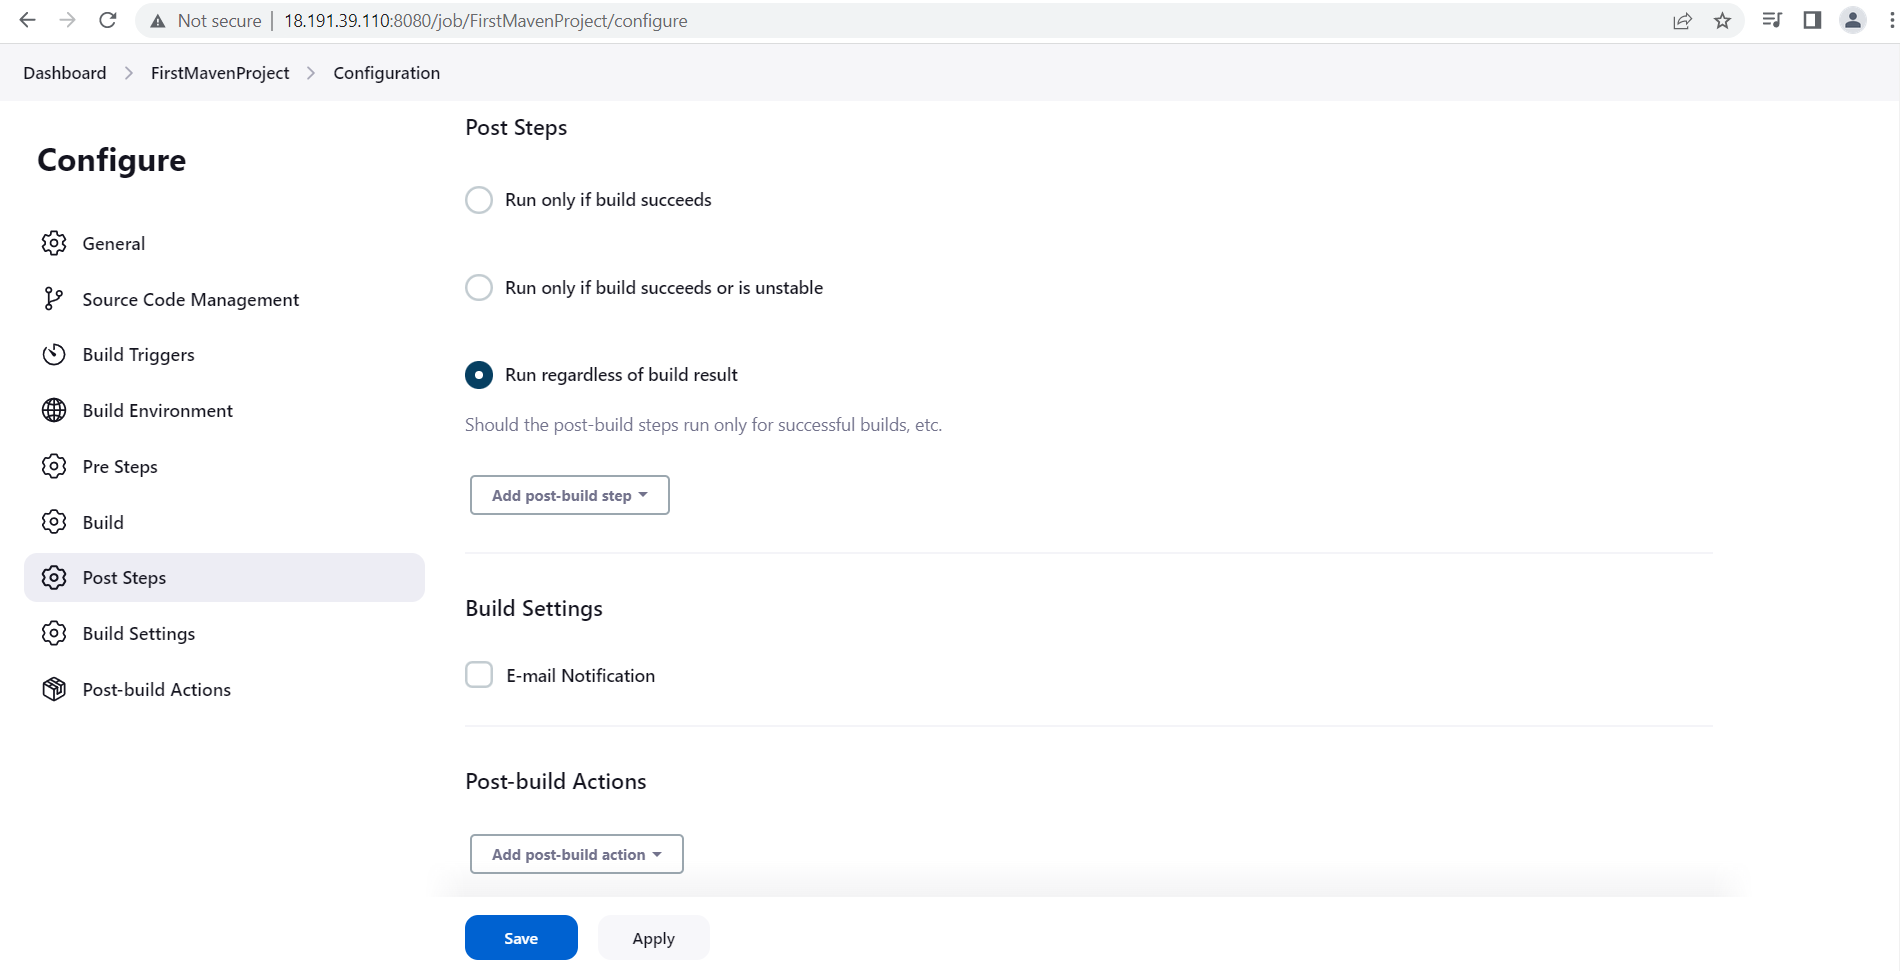 Not secure | 18.191.39.110:8080/job/FirstMavenProject/configure
Dashboard > FirstMavenProject > Configuration
Configure
General
Source Code Management
Build Triggers
Build Environment
Pre Steps
Build
Post Steps
Build Settings
Post-build Actions
Post Steps
Run only if build succeeds
Run only if build succeeds or is unstable
Run regardless of build result
Should the post-build steps run only for successful builds, etc.
Add post-build step
Build Settings
E-mail Notification
Post-build Actions
Add post-build action
Save
Apply